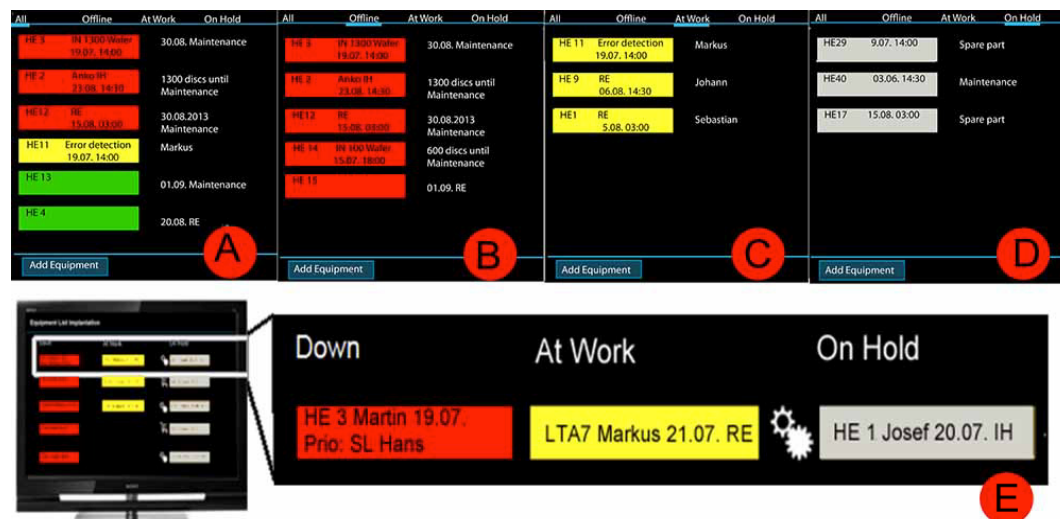 All Offline At Work On Hold
HE 3 IN 1300 Wafer 30.08. Maintenance
19.07. 14:00
HE 2 Anko IH 1300 discs until
23.08. 14:30 Maintenance
HE12 RE 30.08.2013
15.08. 03:00 Maintenance
HE11 Error detection Markus
19.07. 14:00
HE 13
01.09. Maintenance
HE 4
20.08. RE
Add Equipment
A
All Offline At Work On Hold
HE 3 IN 1300 Wafer 30.08. Maintenance
19.07. 14:00
HE 2 Anko IH 1300 discs until
23.08. 14:30 Maintenance
HE12 RE 30.08.2013
15.08. 03:00 Maintenance
HE 14 IN 300 Wafer 600 discs until
15.07. 18:00 Maintenance
HE 15 01.09. RE
Add Equipment
B
All Offline At Work On Hold
HE 11 Error detection Markus
19.07. 14:00
HE 9 RE Johann
06.08. 14:30
HE1 RE Sebastian
5.08. 03:00
Add Equipment
C
All Offline At Work On Hold
HE29 9.07. 14:00 Spare part
HE40 03.06. 14:30 Maintenance
HE17 15.08. 03:00 Spare part
Add Equipment
D
Equipment List Implantation
Down At Work On Hold
HE 3 Martin 19.07. LTA7 Markus 21.07. RE HE 1 Josef 20.07. IH
Prio: SL Hans
E